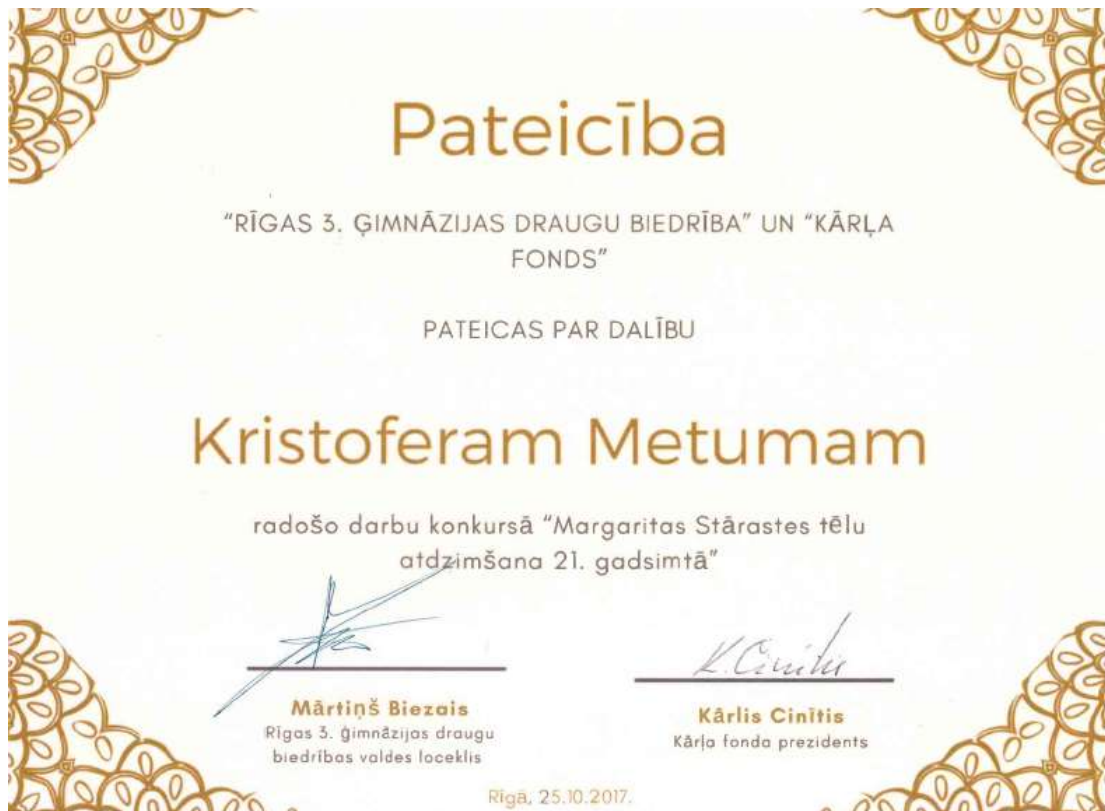 Pateicība
"RĪGAS 3. ĢIMNĀZIJAS DRAUGU BIEDRĪBA" UN "KĀRĻA
FONDS"
PATEICAS PAR DALĪBU
Kristoferam Metumam
radošo darbu konkursā "Margaritas Stārastes tēlu
atdzimšana 21. gadsimtā"
K. Cinītis
Mārtiņš Biezais
Rīgas 3. ģimnāzijas draugu
biedrības valdes loceklis
Kārlis Cinītis
Kārļa fonda prezidents
Rīgā, 25.10.2017.